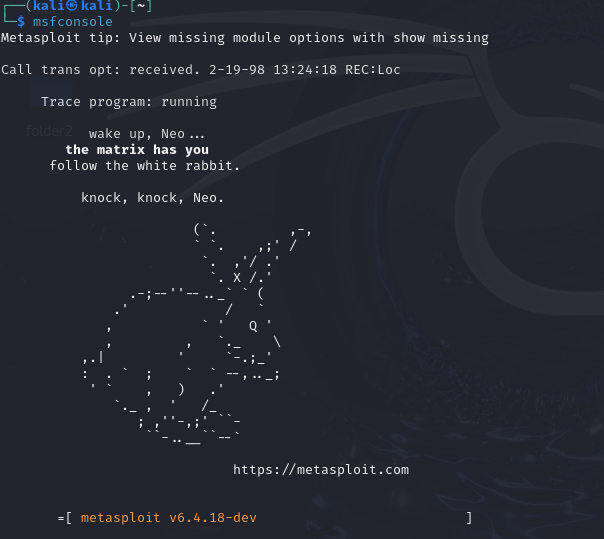 ┌──(kali㉿kali)-[~]
└─$ msfconsole
Metasploit tip: View missing module options with show missing
Call trans opt: received. 2-19-98 13:24:18 REC:Loc
Trace program: running
wake up, Neo...
the matrix has you
follow the white rabbit.
knock, knock, Neo.
(`.         ,-,
` `.    ,;' /
`.  ,'/ .'
`. X /.'
.-;--''--.._` ` (
.'            /   `
,           ` '   Q '
,         ,   `._    \
,.|         '     `-.;_'
:  . `  ;    `  ` --,.._;
' `    ,   )   .'
`._ ,  '   /_
; ,''-,;' ``-
``-..__``--`
https://metasploit.com
=[ metasploit v6.4.18-dev                          ]
folder2